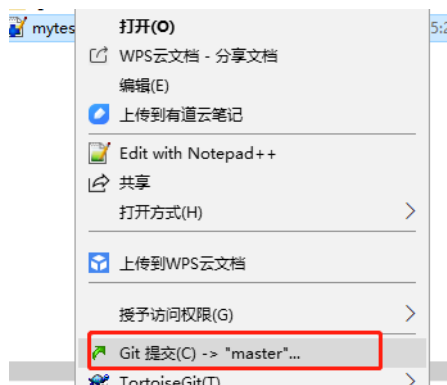 mytes
5:2
打开(O)
WPS云文档 - 分享文档
编辑(E)
上传到有道云笔记
Edit with Notepad++
共享
打开方式(H)
上传到WPS云文档
授予访问权限(G)
Git 提交(C) -> "master"...
TortoiseGit(T)